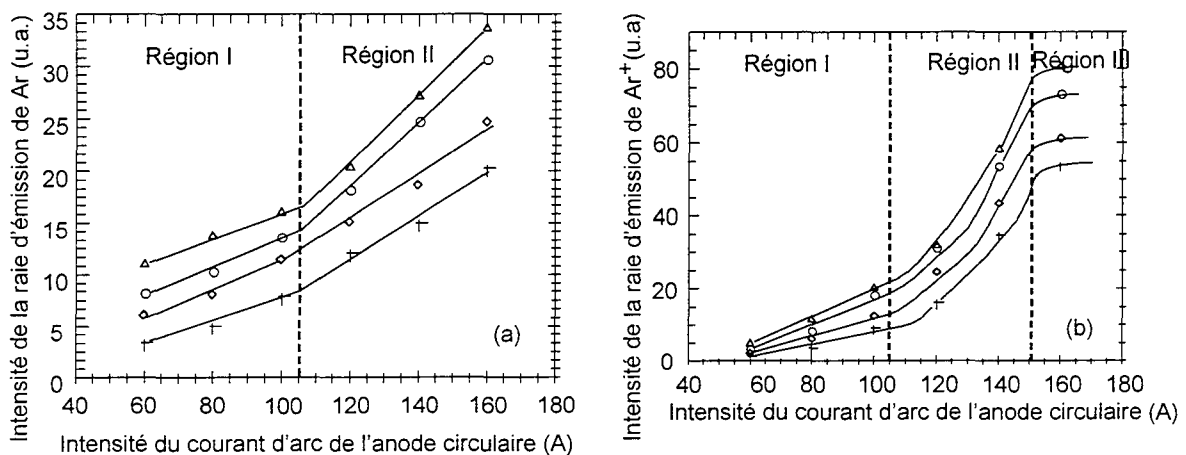 Intensité de la raie d'émission de Ar (u.a.)
35
30
25
20
15
10
5
0
Région I
Région II
(a)
40 60 80 100 120 140 160 180
Intensité du courant d'arc de l'anode circulaire (A)
Intensité de la raie d'émission de Ar⁺(u.a)
80
60
40
20
0
Région I
Région II
Région III
(b)
40 60 80 100 120 140 160 180
Intensité du courant d'arc de l'anode circulaire (A)